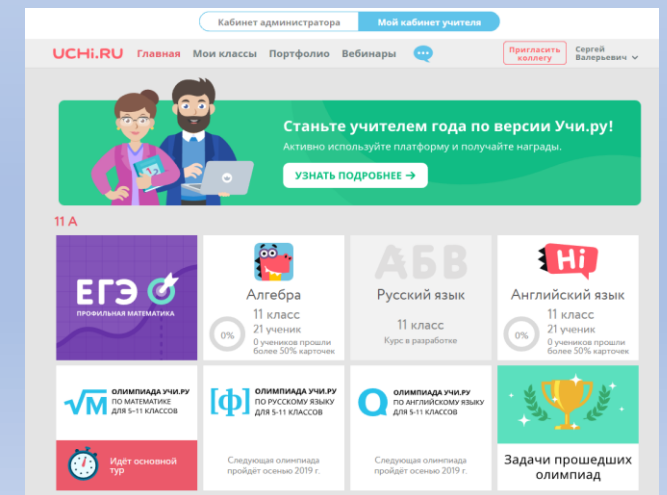 Кабинет администратора
Мой кабинет учителя
UCHi.RU Главная Мои классы Портфолио Вебинары
Пригласить
коллегу
Сергей
Валерьевич
Станьте учителем года по версии Учи.ру!
Активно используйте платформу и получайте награды.
УЗНАТЬ ПОДРОБНЕЕ →
11 А
ЕГЭ
ПРОФИЛЬНАЯ МАТЕМАТИКА
Алгебра
11 класс
21 ученик
0%
0 учеников прошли
более 50% карточек
АБВ
Русский язык
11 класс
Курс в разработке
Hi
Английский язык
11 класс
21 ученик
0%
0 учеников прошли
более 50% карточек
√М
ОЛИМПИАДА УЧИ.РУ
ПО МАТЕМАТИКЕ
ДЛЯ 5-11 КЛАССОВ
Идёт основной
тур
[ф]
ОЛИМПИАДА УЧИ.РУ
ПО РУССКОМУ ЯЗЫКУ
ДЛЯ 5-11 КЛАССОВ
Следующая олимпиада
пройдёт осенью 2019 г.
ОЛИМПИАДА УЧИ.РУ
ПО АНГЛИЙСКОМУ ЯЗЫКУ
ДЛЯ 5-11 КЛАССОВ
Следующая олимпиада
пройдёт осенью 2019 г.
Задачи прошедших
олимпиад